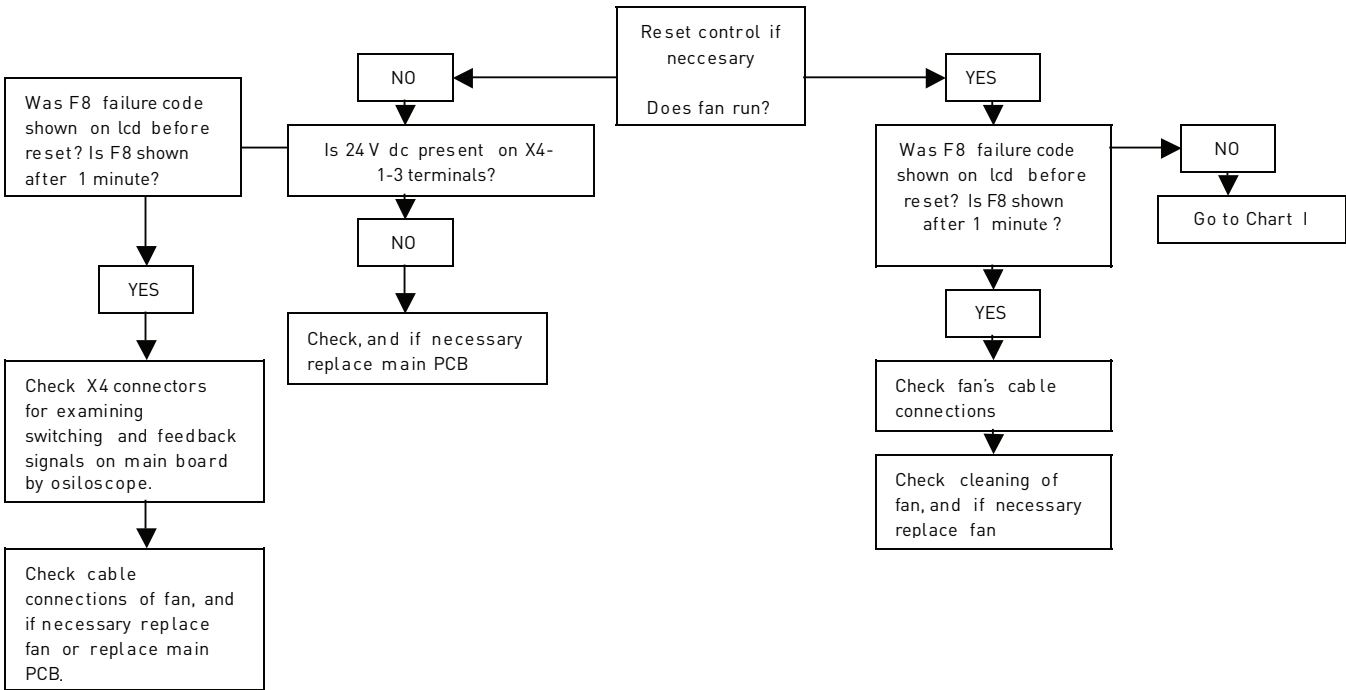 Reset control if
neccesary
Does fan run?
NO
YES
Was F8 failure code
shown on lcd before
reset? Is F8 shown
after 1 minute?
Is 24 V dc present on X4-
1-3 terminals?
Was F8 failure code
shown on lcd before
reset? Is F8 shown
after 1 minute ?
NO
Go to Chart I
NO
YES
YES
Check, and if necessary
replace main PCB
Check X4 connectors
for examining
switching and feedback
signals on main board
by osiloscope.
Check fan's cable
connections
Check cleaning of
fan, and if necessary
replace fan
Check cable
connections of fan, and
if necessary replace
fan or replace main
PCB.